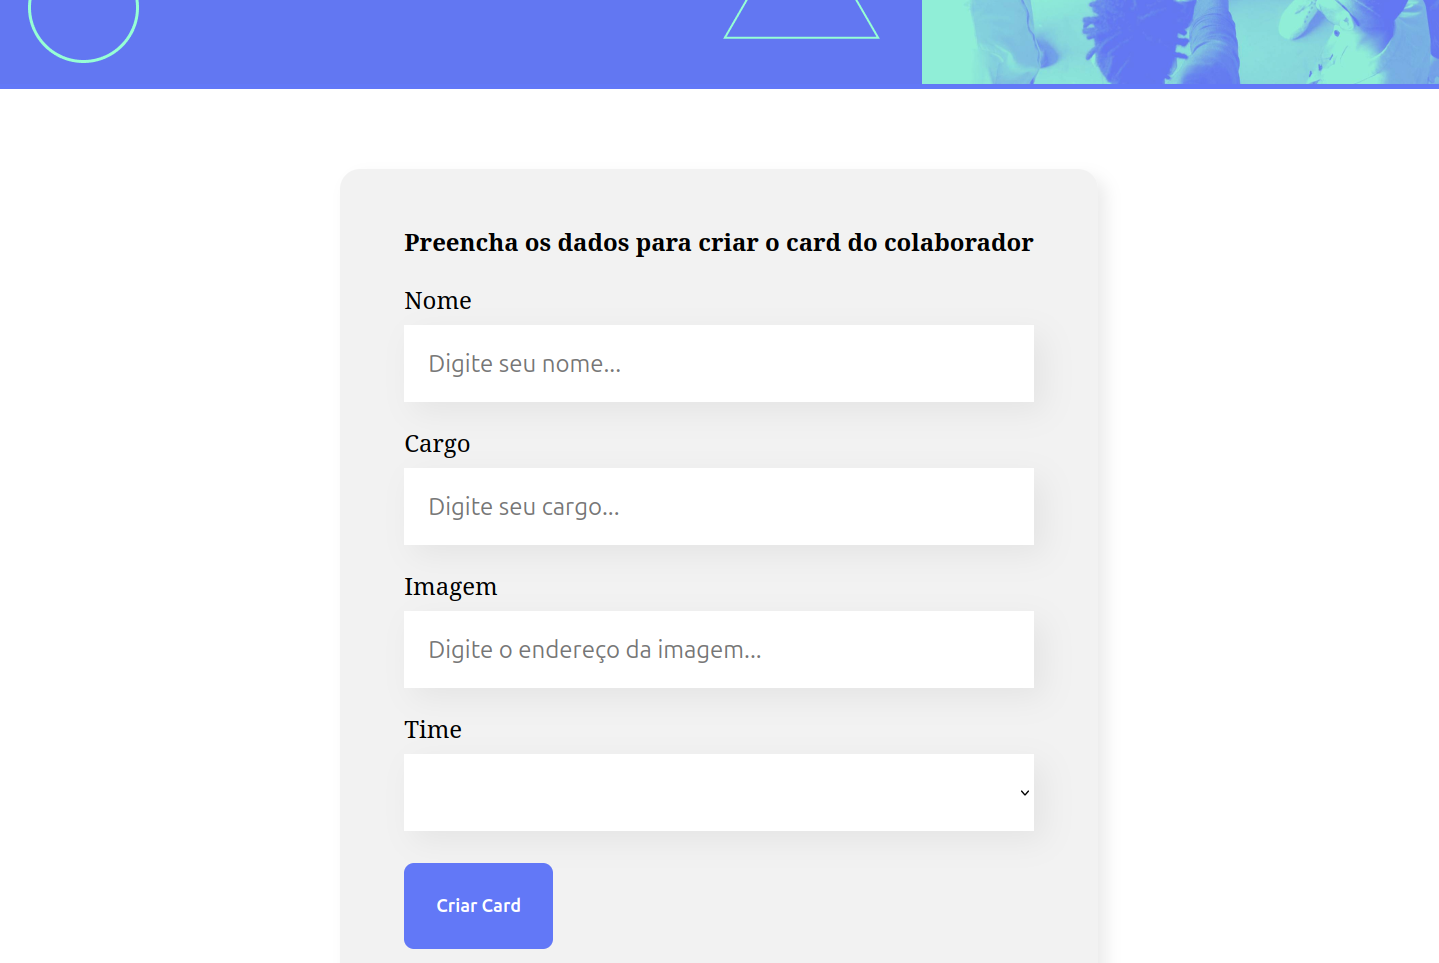 Preencha os dados para criar o card do colaborador
Nome
Digite seu nome...
Cargo
Digite seu cargo...
Imagem
Digite o endereço da imagem...
Time
Criar Card